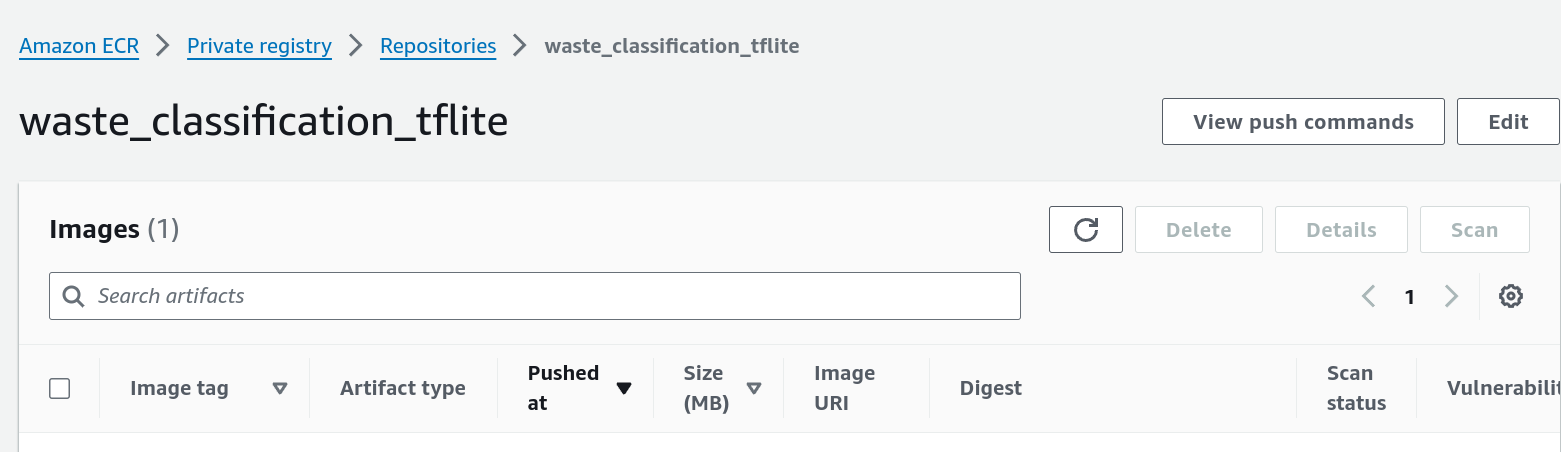 Amazon ECR > Private registry > Repositories > waste_classification_tflite
waste_classification_tflite
View push commands
Edit
Images (1)
Delete
Details
Scan
Search artifacts
1
Image tag
Artifact type
Pushed at
Size (MB)
Image URI
Digest
Scan status